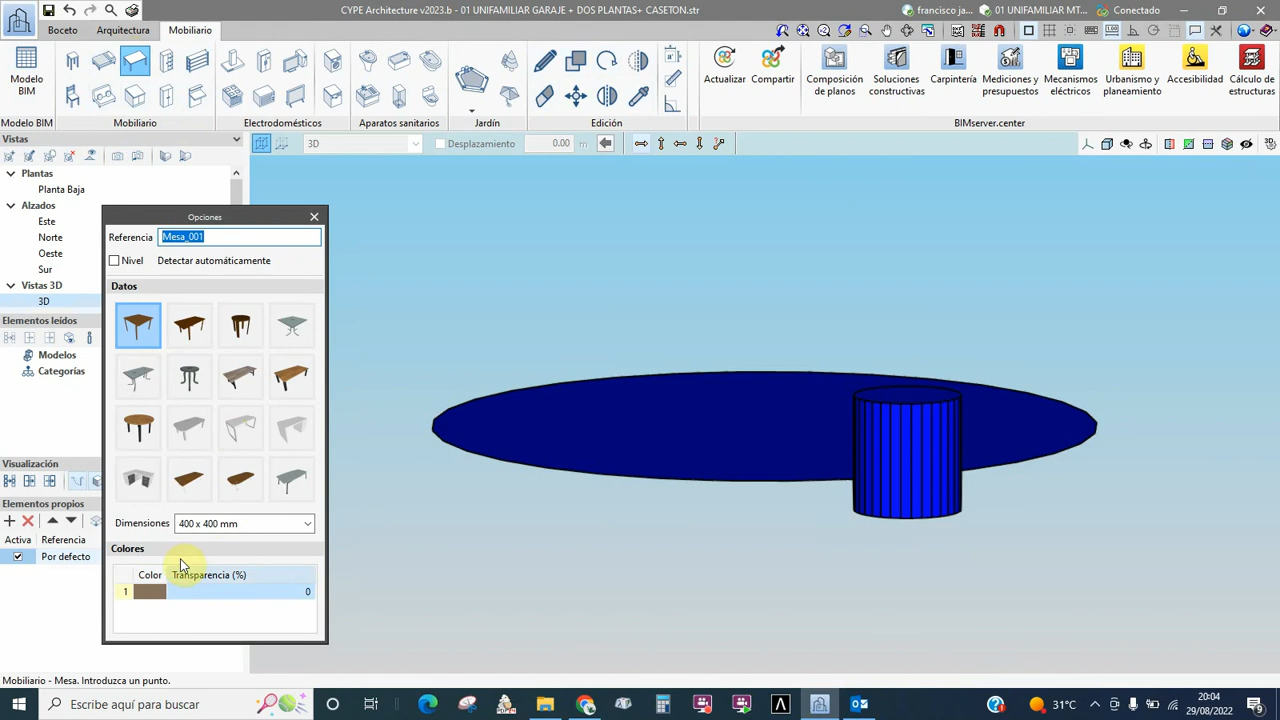 CYPE Architecture v2023.b - 01 UNIFAMILIAR GARAJE + DOS PLANTAS+ CASETON.str
francisco ja...
01 UNIFAMILIAR MT...
Conectado
Boceto
Arquitectura
Mobiliario
Modelo BIM
Actualizar
Compartir
Composición de planos
Soluciones constructivas
Carpintería
Mediciones y presupuestos
Mecanismos eléctricos
Urbanismo y planeamiento
Accesibilidad
Cálculo de estructuras
Modelo BIM
Mobiliario
Electrodomésticos
Aparatos sanitarios
Jardín
Edición
BIMserver.center
Vistas
3D
Desplazamiento
0.00
m
Plantas
Planta Baja
Alzados
Este
Norte
Oeste
Sur
Vistas 3D
3D
Elementos leídos
Modelos
Categorías
Visualización
Elementos propios
Activa
Referencia
Por defecto
Opciones
Referencia
Mesa_001
Nivel
Detectar automáticamente
Datos
Dimensiones
400 x 400 mm
Colores
Color
Transparencia (%)
1
0
Mobiliario - Mesa. Introduzca un punto.
Escribe aquí para buscar
31°C
20:04
29/08/2022